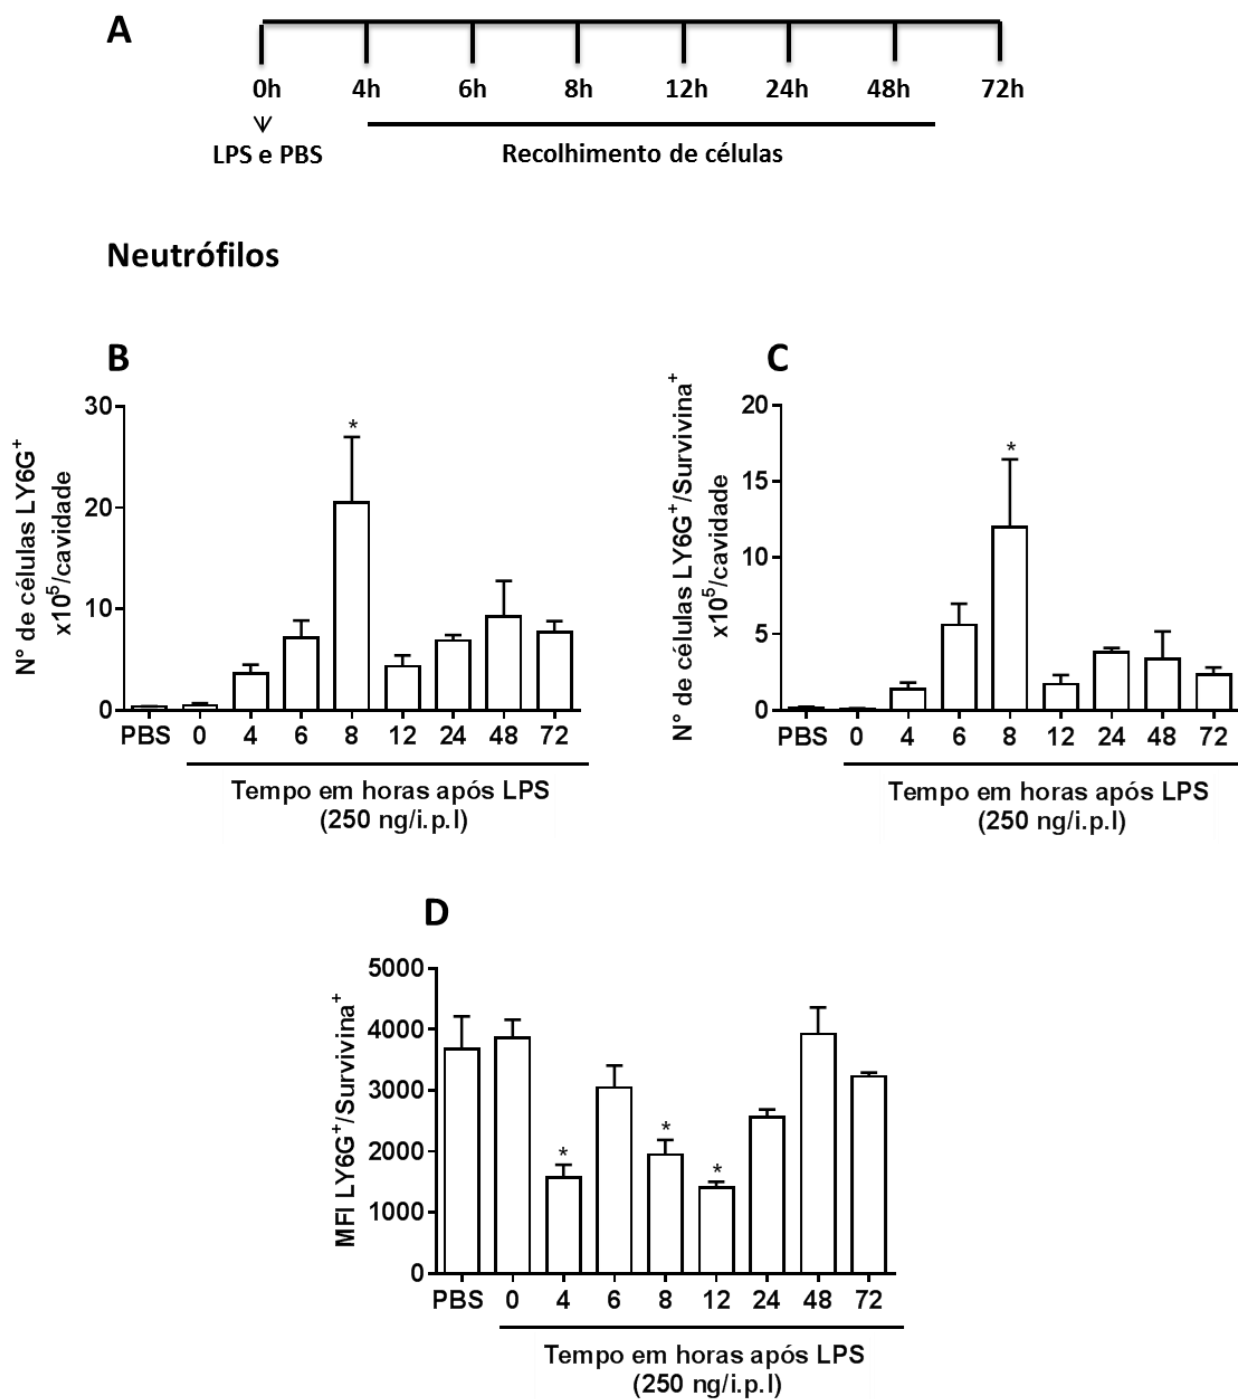 A
0h 4h 6h 8h 12h 24h 48h 72h
LPS e PBS
Recolhimento de células
Neutrófilos
B
N° de células LY6G⁺
x10⁵/cavidade
30
20
10
0
PBS 0 4 6 8 12 24 48 72
*
Tempo em horas após LPS
(250 ng/i.p.l)
C
N° de células LY6G⁺/Survivina⁺
x10⁵/cavidade
20
15
10
5
0
PBS 0 4 6 8 12 24 48 72
*
Tempo em horas após LPS
(250 ng/i.p.l)
D
MFI LY6G⁺/Survivina⁺
5000
4000
3000
2000
1000
0
* * *
PBS 0 4 6 8 12 24 48 72
Tempo em horas após LPS
(250 ng/i.p.l)